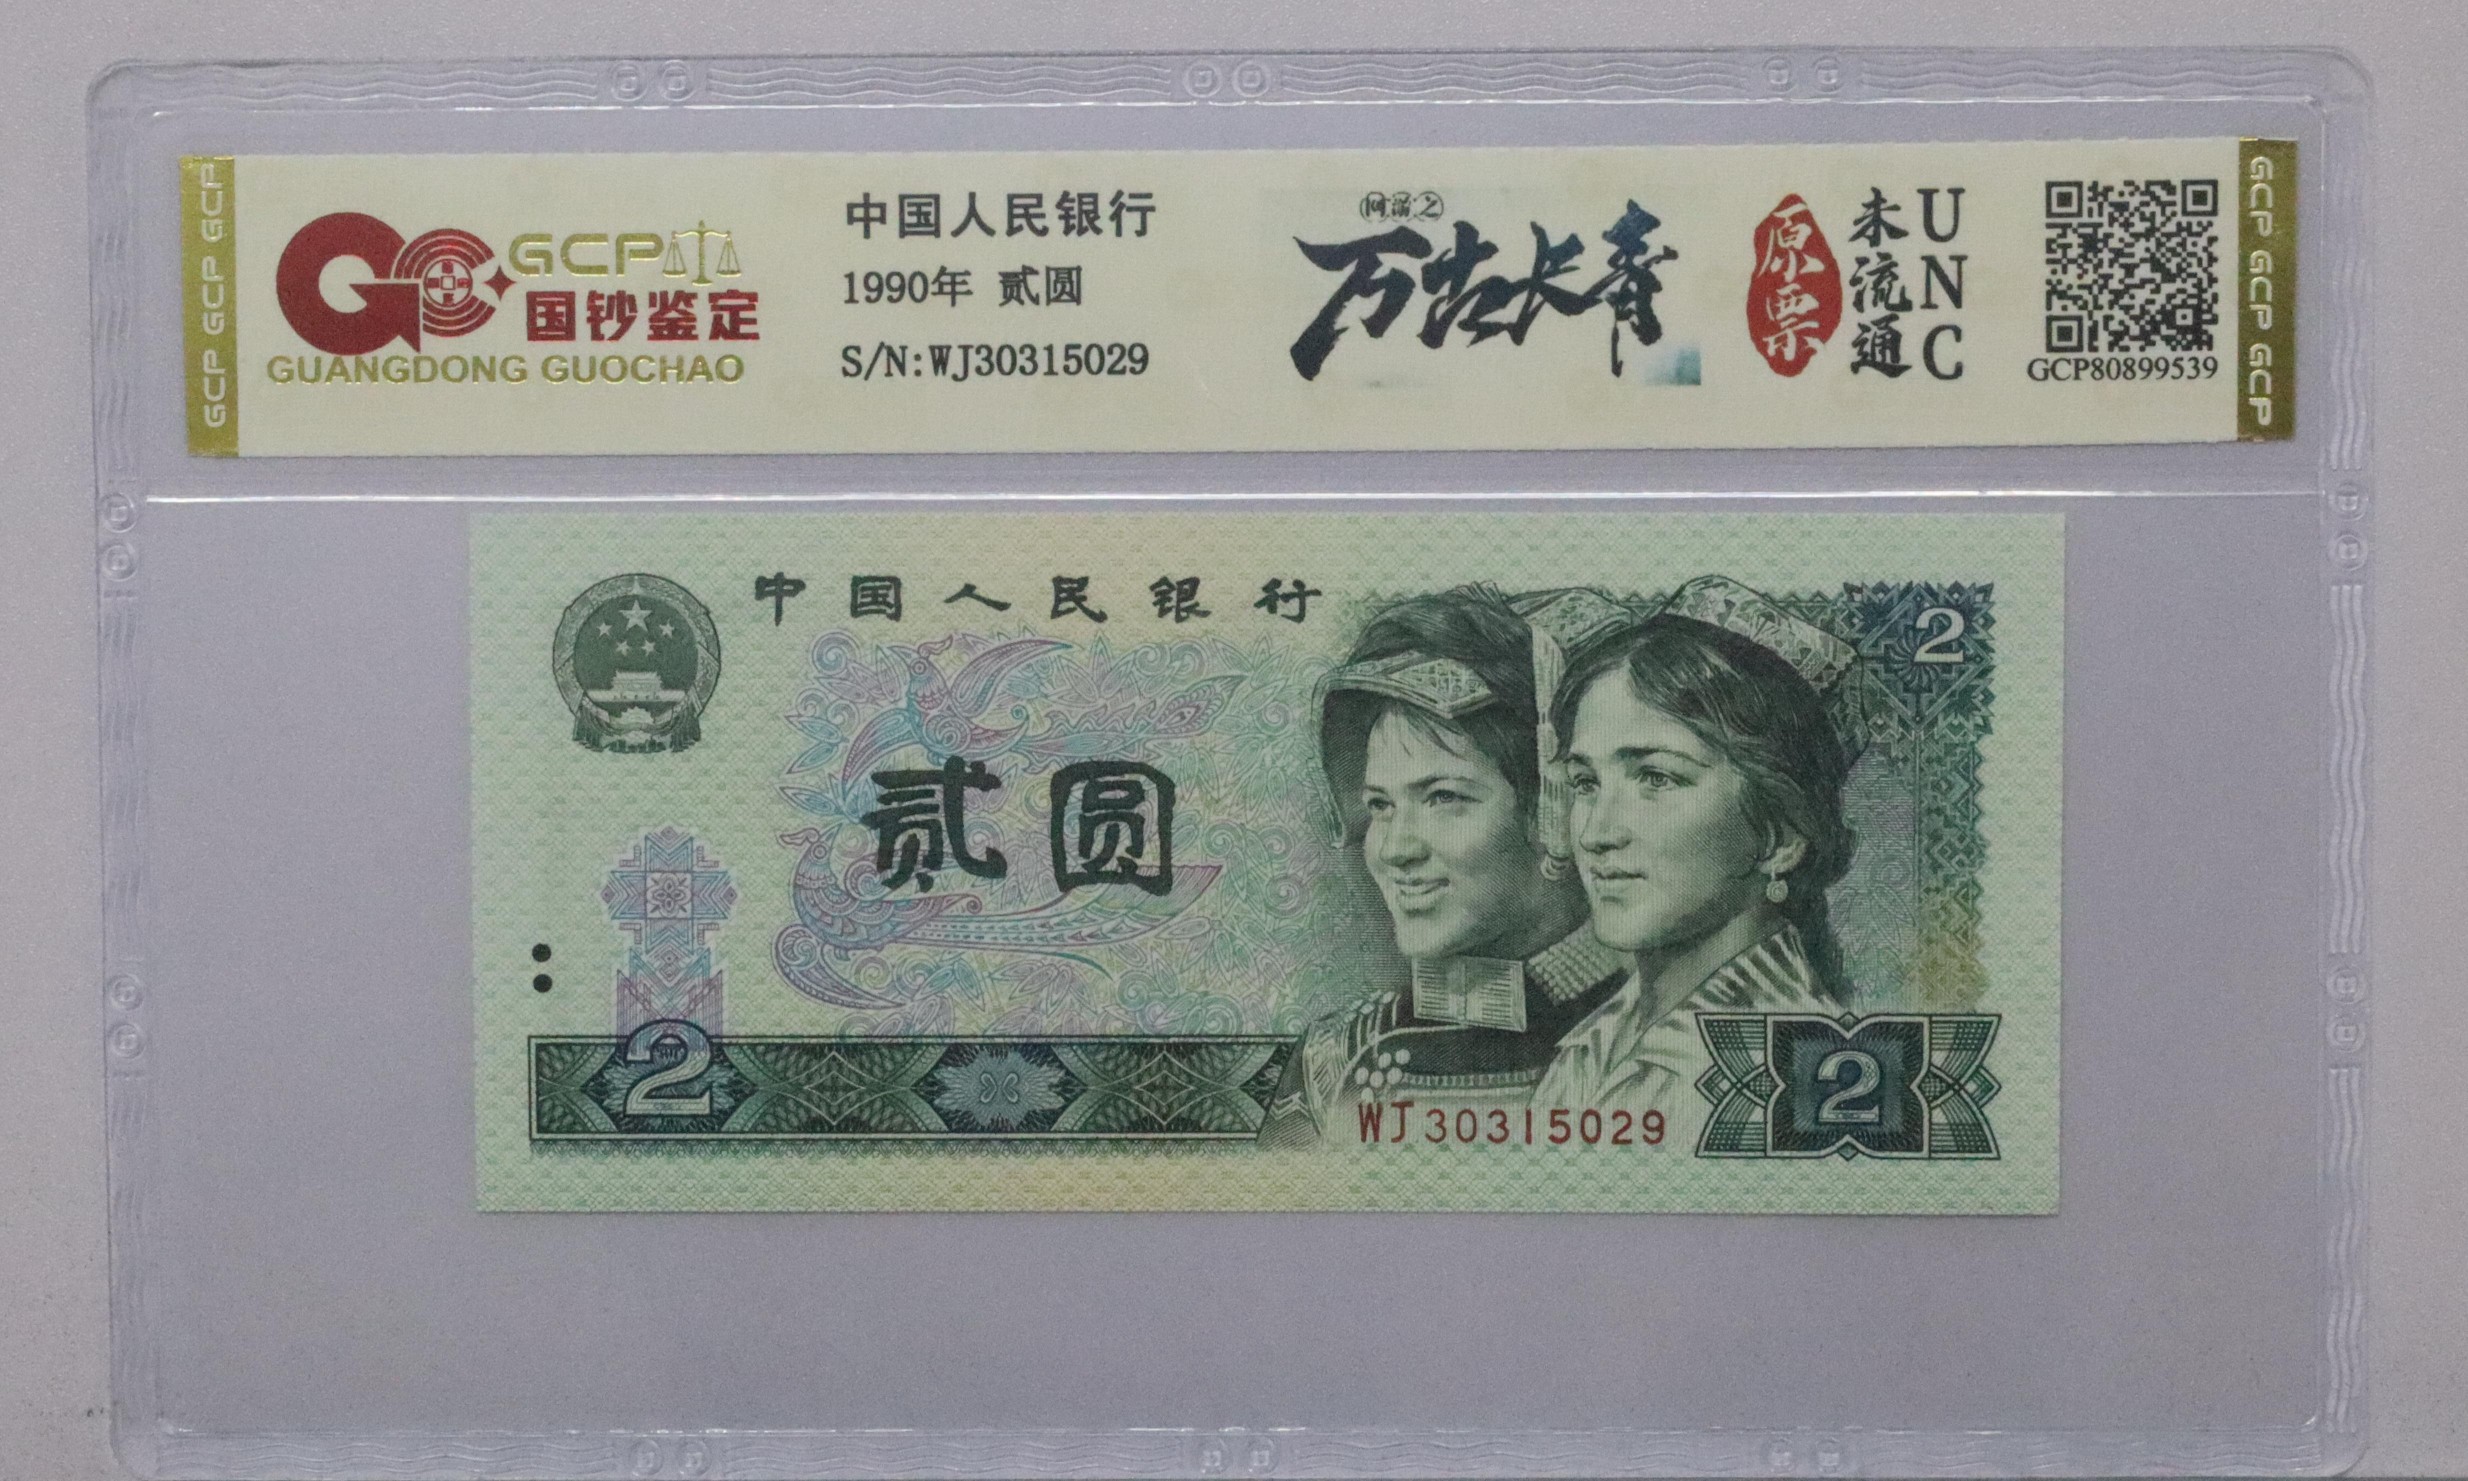 GCP GCP GCP
GCP
国钞鉴定
GUANGDONG GUOCHAO
中国人民银行
1990年 贰圆
S/N:WJ30315029
万古长青
原票
未流通
UNC
GCP80899539
GCP GCP GCP
中国人民银行
2
贰圆
2
WJ30315029
2